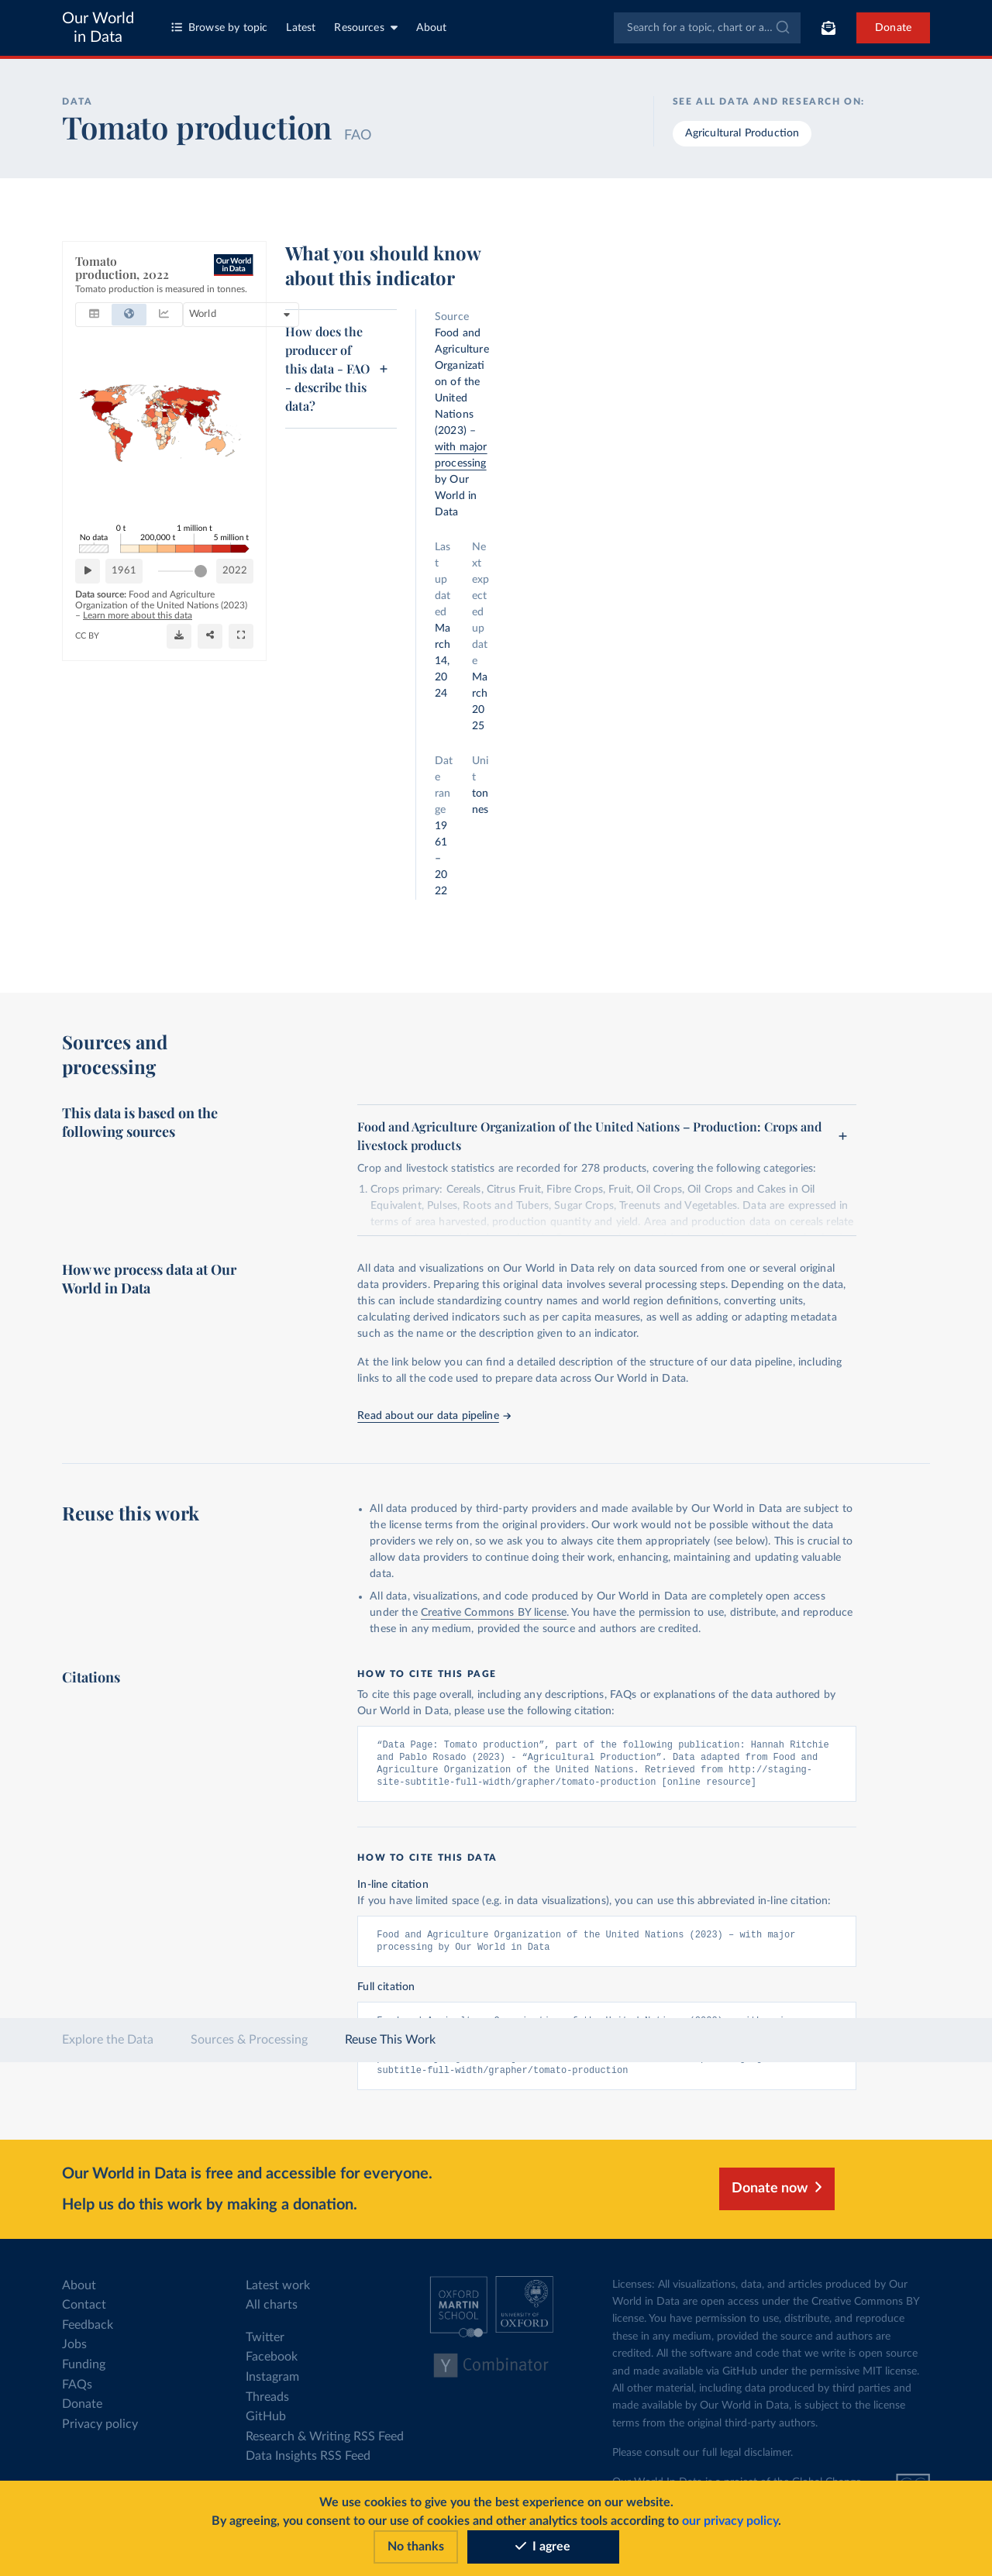 Our World
in Data
Browse by topic
Latest
Resources
About
Search for a topic, chart or a...
Donate
DATA
Tomato production FAO
SEE ALL DATA AND RESEARCH ON:
Agricultural Production
Tomato
production, 2022
Our World
in Data
Tomato production is measured in tonnes.
World
No data
0 t
200,000 t
1 million t
5 million t
1961
2022
Data source: Food and Agriculture
Organization of the United Nations (2023)
– Learn more about this data
CC BY
What you should know
about this indicator
How does the
producer of
this data - FAO
- describe this
data?
+
Source
Food and
Agriculture
Organizati
on of the
United
Nations
(2023) –
with major
processing
by Our
World in
Data
Las
t
up
dat
ed
Ma
rch
14,
20
24
Ne
xt
exp
ect
ed
up
dat
e
Ma
rch
20
25
Dat
e
ran
ge
19
61
–
20
22
Uni
t
ton
nes
Sources and
processing
This data is based on the
following sources
Food and Agriculture Organization of the United Nations – Production: Crops and
livestock products
+
Crop and livestock statistics are recorded for 278 products, covering the following categories:
1. Crops primary: Cereals, Citrus Fruit, Fibre Crops, Fruit, Oil Crops, Oil Crops and Cakes in Oil
Equivalent, Pulses, Roots and Tubers, Sugar Crops, Treenuts and Vegetables. Data are expressed in
terms of area harvested, production quantity and yield. Area and production data on cereals relate
How we process data at Our
World in Data
All data and visualizations on Our World in Data rely on data sourced from one or several original
data providers. Preparing this original data involves several processing steps. Depending on the data,
this can include standardizing country names and world region definitions, converting units,
calculating derived indicators such as per capita measures, as well as adding or adapting metadata
such as the name or the description given to an indicator.
At the link below you can find a detailed description of the structure of our data pipeline, including
links to all the code used to prepare data across Our World in Data.
Read about our data pipeline →
Reuse this work
• All data produced by third-party providers and made available by Our World in Data are subject to
the license terms from the original providers. Our work would not be possible without the data
providers we rely on, so we ask you to always cite them appropriately (see below). This is crucial to
allow data providers to continue doing their work, enhancing, maintaining and updating valuable
data.
• All data, visualizations, and code produced by Our World in Data are completely open access
under the Creative Commons BY license. You have the permission to use, distribute, and reproduce
these in any medium, provided the source and authors are credited.
Citations
HOW TO CITE THIS PAGE
To cite this page overall, including any descriptions, FAQs or explanations of the data authored by
Our World in Data, please use the following citation:
“Data Page: Tomato production”, part of the following publication: Hannah Ritchie
and Pablo Rosado (2023) - “Agricultural Production”. Data adapted from Food and
Agriculture Organization of the United Nations. Retrieved from http://staging-
site-subtitle-full-width/grapher/tomato-production [online resource]
HOW TO CITE THIS DATA
In-line citation
If you have limited space (e.g. in data visualizations), you can use this abbreviated in-line citation:
Food and Agriculture Organization of the United Nations (2023) – with major
processing by Our World in Data
Full citation
Explore the Data
Sources & Processing
Reuse This Work
subtitle-full-width/grapher/tomato-production
Our World in Data is free and accessible for everyone.
Help us do this work by making a donation.
Donate now
About
Contact
Feedback
Jobs
Funding
FAQs
Donate
Privacy policy
Latest work
All charts
Twitter
Facebook
Instagram
Threads
GitHub
Research & Writing RSS Feed
Data Insights RSS Feed
OXFORD
MARTIN
SCHOOL
UNIVERSITY OF
OXFORD
Y Combinator
Licenses: All visualizations, data, and articles produced by Our
World in Data are open access under the Creative Commons BY
license. You have permission to use, distribute, and reproduce
these in any medium, provided the source and authors are
credited. All the software and code that we write is open source
and made available via GitHub under the permissive MIT license.
All other material, including data produced by third parties and
made available by Our World in Data, is subject to the license
terms from the original third-party authors.
Please consult our full legal disclaimer.
We use cookies to give you the best experience on our website.
By agreeing, you consent to our use of cookies and other analytics tools according to our privacy policy.
No thanks
I agree